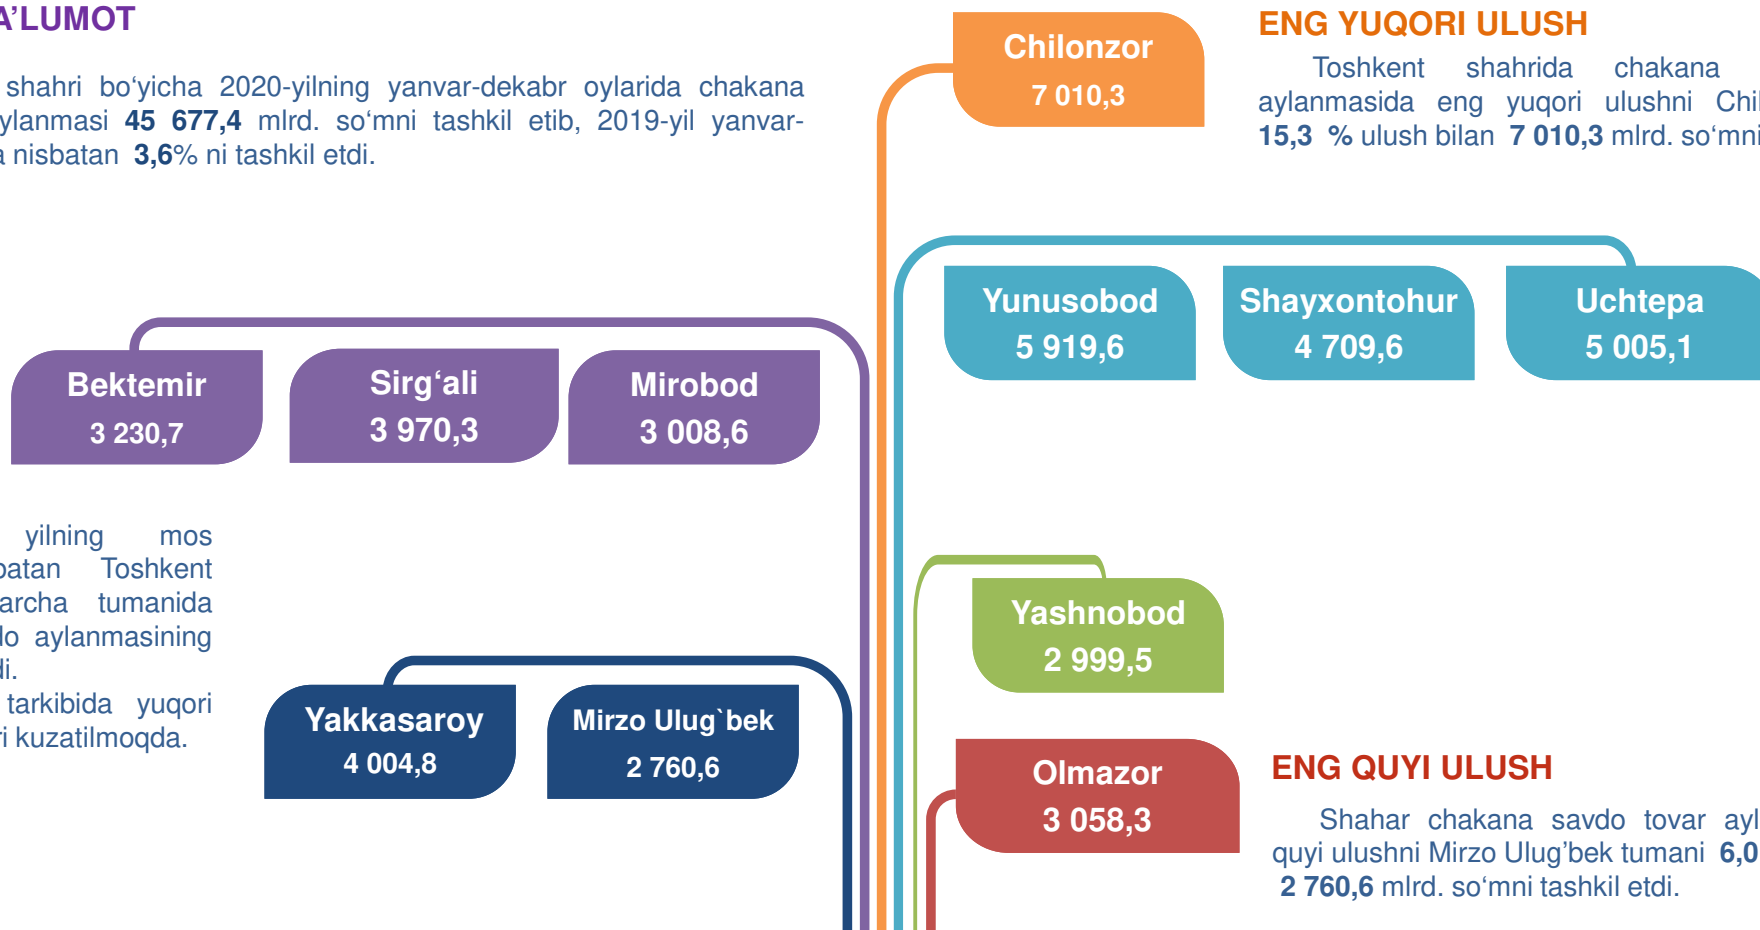 A’LUMOT
shahri bo‘yicha 2020-yilning yanvar-dekabr oylarida chakana
ylanmasi 45 677,4 mlrd. so‘mni tashkil etib, 2019-yil yanvar-
a nisbatan 3,6% ni tashkil etdi.
Chilonzor
7 010,3
ENG YUQORI ULUSH
Toshkent shahrida chakana
aylanmasida eng yuqori ulushni Chil
15,3 % ulush bilan 7 010,3 mlrd. so‘mni
Yunusobod
5 919,6
Shayxontohur
4 709,6
Uchtepa
5 005,1
Bektemir
3 230,7
Sirg‘ali
3 970,3
Mirobod
3 008,6
yilning mos
batan Toshkent
archa tumanida
do aylanmasining
di.
tarkibida yuqori
ri kuzatilmoqda.
Yashnobod
2 999,5
Yakkasaroy
4 004,8
Mirzo Ulug`bek
2 760,6
Olmazor
3 058,3
ENG QUYI ULUSH
Shahar chakana savdo tovar ayl
quyi ulushni Mirzo Ulug’bek tumani 6,0
2 760,6 mlrd. so‘mni tashkil etdi.